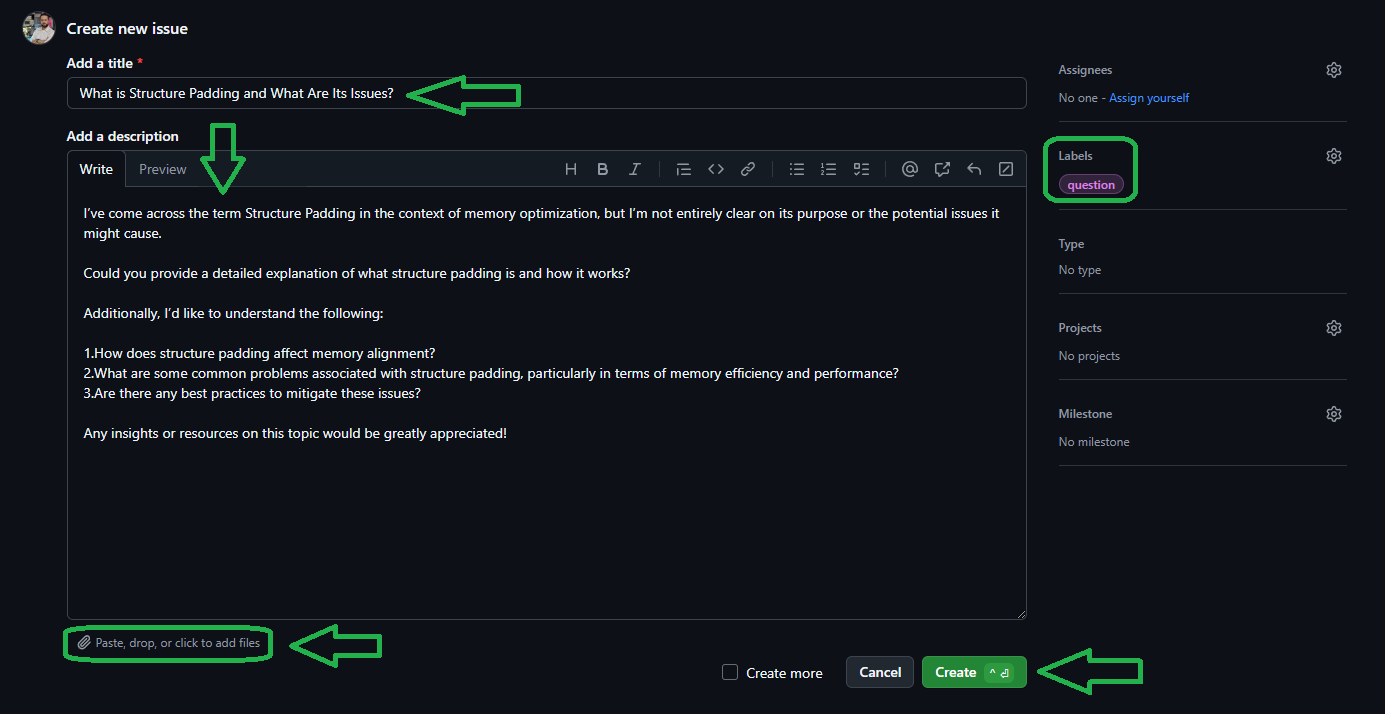 Create new issue
Add a title *
What is Structure Padding and What Are Its Issues?
Add a description
Write Preview
I've come across the term Structure Padding in the context of memory optimization, but I'm not entirely clear on its purpose or the potential issues it
might cause.
Could you provide a detailed explanation of what structure padding is and how it works?
Additionally, I'd like to understand the following:
1.How does structure padding affect memory alignment?
2.What are some common problems associated with structure padding, particularly in terms of memory efficiency and performance?
3.Are there any best practices to mitigate these issues?
Any insights or resources on this topic would be greatly appreciated!
Paste, drop, or click to add files
Create more
Cancel
Create
Assignees
No one - Assign yourself
Labels
question
Type
No type
Projects
No projects
Milestone
No milestone